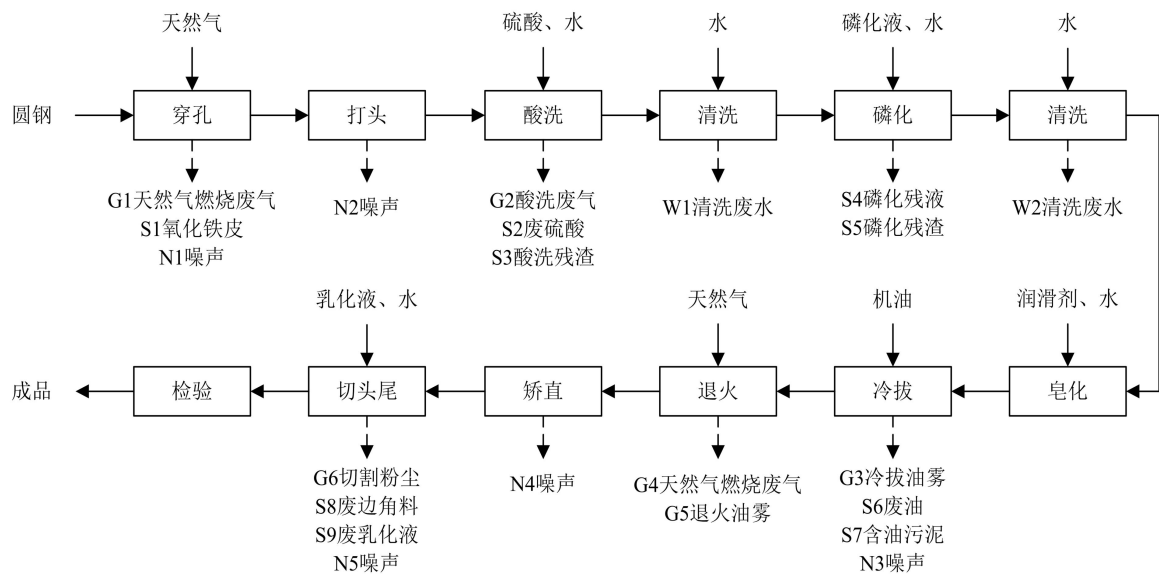 天然气
硫酸、水
水
磷化液、水
水
圆钢
穿孔
打头
酸洗
清洗
磷化
清洗
G1天然气燃烧废气
S1氧化铁皮
N1噪声
N2噪声
G2酸洗废气
S2废硫酸
S3酸洗残渣
W1清洗废水
S4磷化残液
S5磷化残渣
W2清洗废水
乳化液、水
天然气
机油
润滑剂、水
成品
检验
切头尾
矫直
退火
冷拔
皂化
G6切割粉尘
S8废边角料
S9废乳化液
N5噪声
N4噪声
G4天然气燃烧废气
G5退火油雾
G3冷拔油雾
S6废油
S7含油污泥
N3噪声